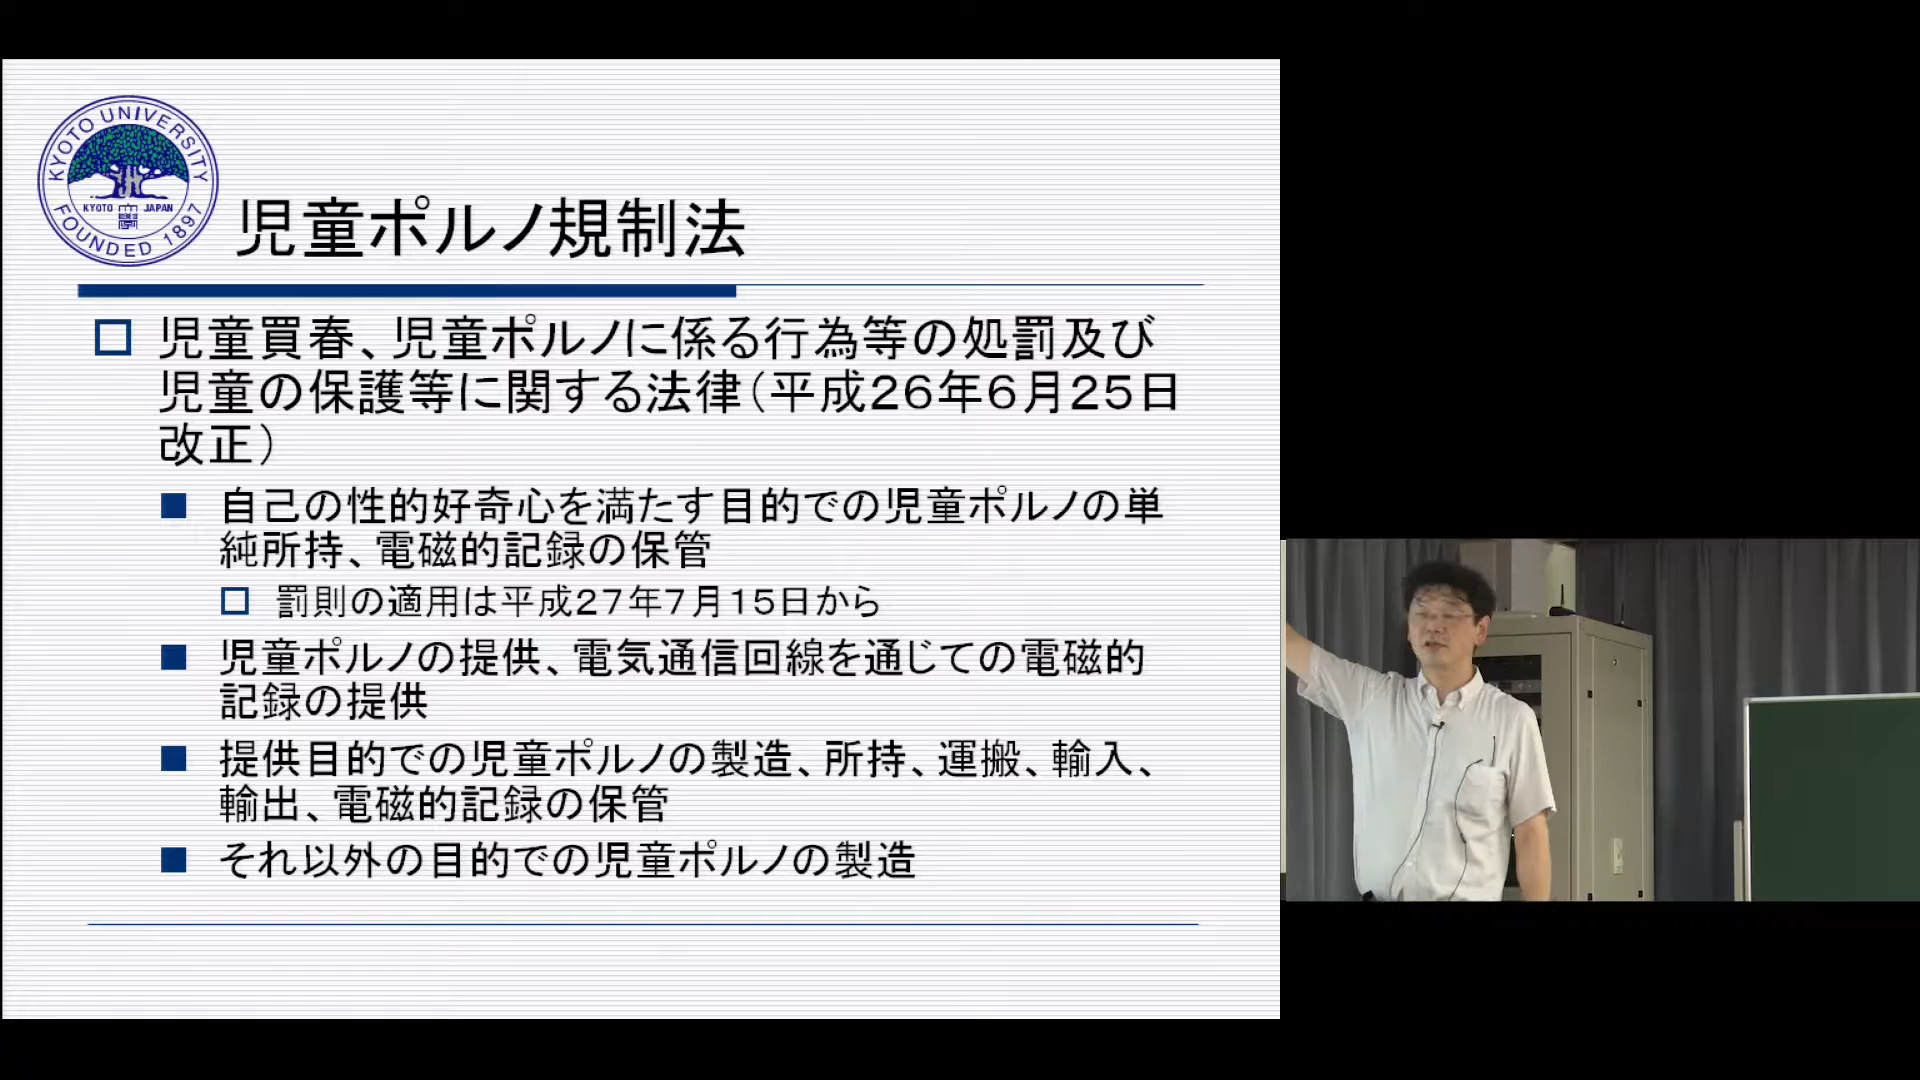 KYOTO UNIVERSITY
KYOTO JAPAN
FOUNDED 1897
児童ポルノ規制法
児童買春、児童ポルノに係る行為等の処罰及び
児童の保護等に関する法律（平成２６年６月２５日
改正）
自己の性的好奇心を満たす目的での児童ポルノの単
純所持、電磁的記録の保管
罰則の適用は平成２７年７月１５日から
児童ポルノの提供、電気通信回線を通じての電磁的
記録の提供
提供目的での児童ポルノの製造、所持、運搬、輸入、
輸出、電磁的記録の保管
それ以外の目的での児童ポルノの製造